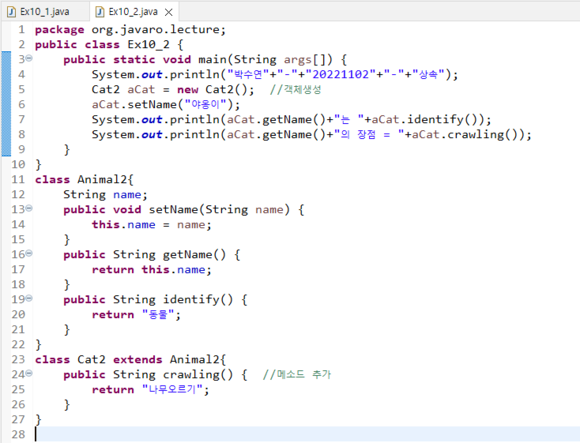 Ex10_1.java Ex10_2.java
1 package org.javaro.lecture;
2 public class Ex10_2 {
3 public static void main(String args[]) {
4 System.out.println("박수연"+"-"+"20221102"+"-"+"상속");
5 Cat2 aCat = new Cat2(); //객체생성
6 aCat.setName("야옹이");
7 System.out.println(aCat.getName()+"는 "+aCat.identify());
8 System.out.println(aCat.getName()+"의 장점 = "+aCat.crawling());
9 }
10 }
11 class Animal2{
12 String name;
13 public void setName(String name) {
14 this.name = name;
15 }
16 public String getName() {
17 return this.name;
18 }
19 public String identify() {
20 return "동물";
21 }
22 }
23 class Cat2 extends Animal2{
24 public String crawling() { //메소드 추가
25 return "나무오르기";
26 }
27 }
28